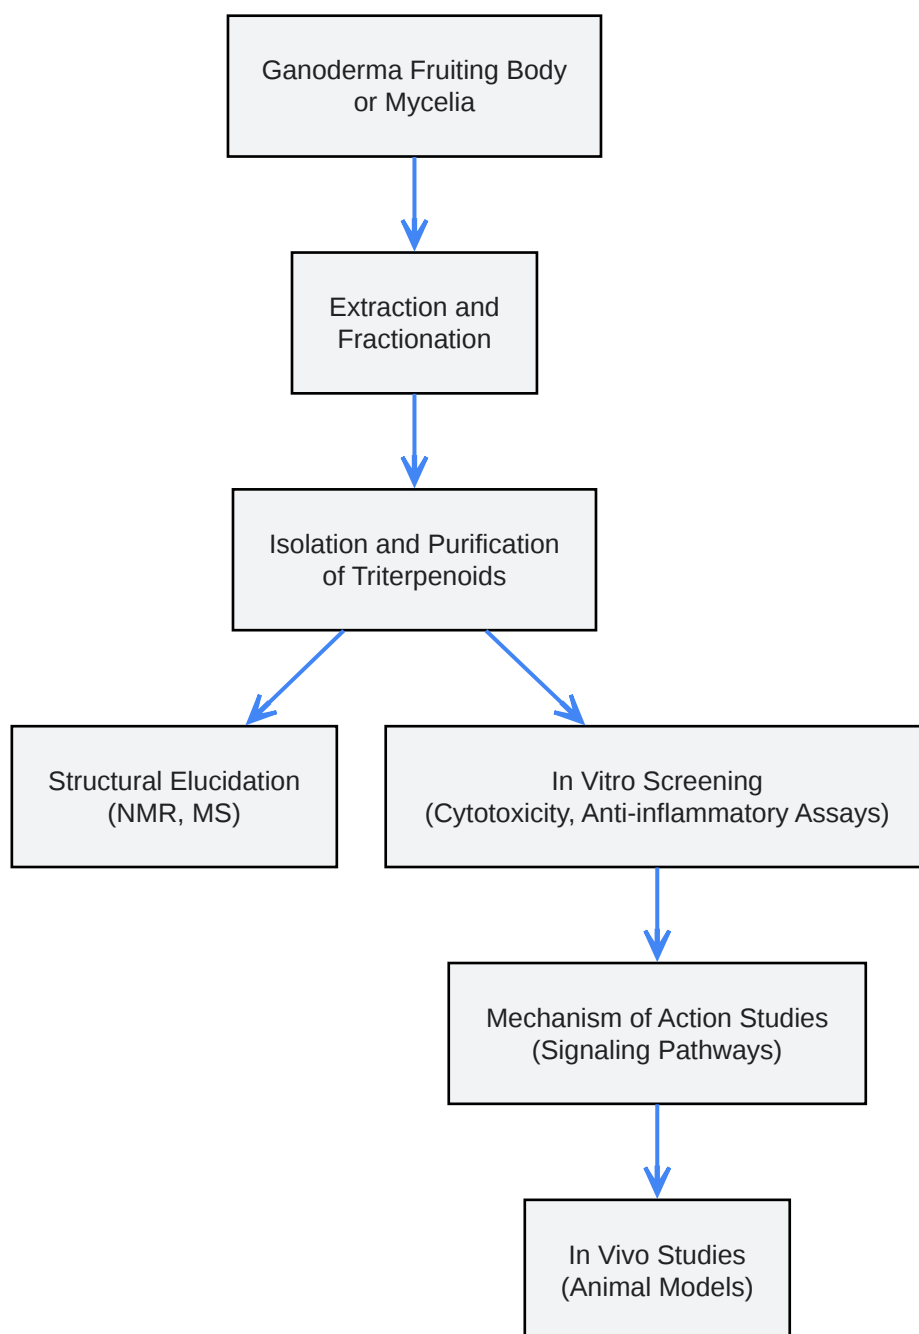 Ganoderma Fruiting Body
or Mycelia
Extraction and
Fractionation
Isolation and Purification
of Triterpenoids
Structural Elucidation
(NMR, MS)
In Vitro Screening
(Cytotoxicity, Anti-inflammatory Assays)
Mechanism of Action Studies
(Signaling Pathways)
In Vivo Studies
(Animal Models)